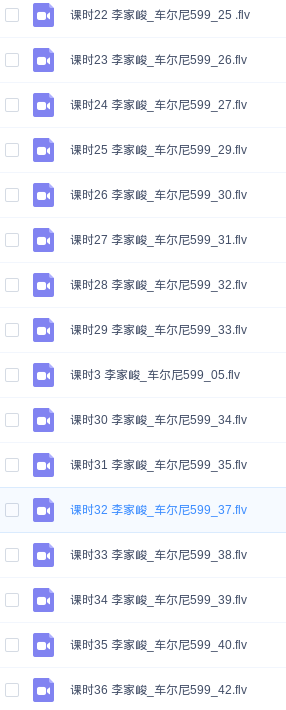 课时22 李家峻_车尔尼599_25 .flv
课时23 李家峻_车尔尼599_26.flv
课时24 李家峻_车尔尼599_27.flv
课时25 李家峻_车尔尼599_29.flv
课时26 李家峻_车尔尼599_30.flv
课时27 李家峻_车尔尼599_31.flv
课时28 李家峻_车尔尼599_32.flv
课时29 李家峻_车尔尼599_33.flv
课时3 李家峻_车尔尼599_05.flv
课时30 李家峻_车尔尼599_34.flv
课时31 李家峻_车尔尼599_35.flv
课时32 李家峻_车尔尼599_37.flv
课时33 李家峻_车尔尼599_38.flv
课时34 李家峻_车尔尼599_39.flv
课时35 李家峻_车尔尼599_40.flv
课时36 李家峻_车尔尼599_42.flv